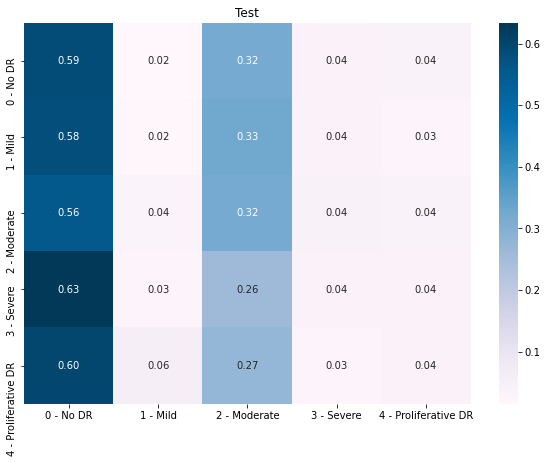 Test
0 - No DR
0.59 0.02 0.32 0.04 0.04
1 - Mild
0.58 0.02 0.33 0.04 0.03
2 - Moderate
0.56 0.04 0.32 0.04 0.04
3 - Severe
0.63 0.03 0.26 0.04 0.04
4 - Proliferative DR
0.60 0.06 0.27 0.03 0.04
0 - No DR 1 - Mild 2 - Moderate 3 - Severe 4 - Proliferative DR
0.6
0.5
0.4
0.3
0.2
0.1